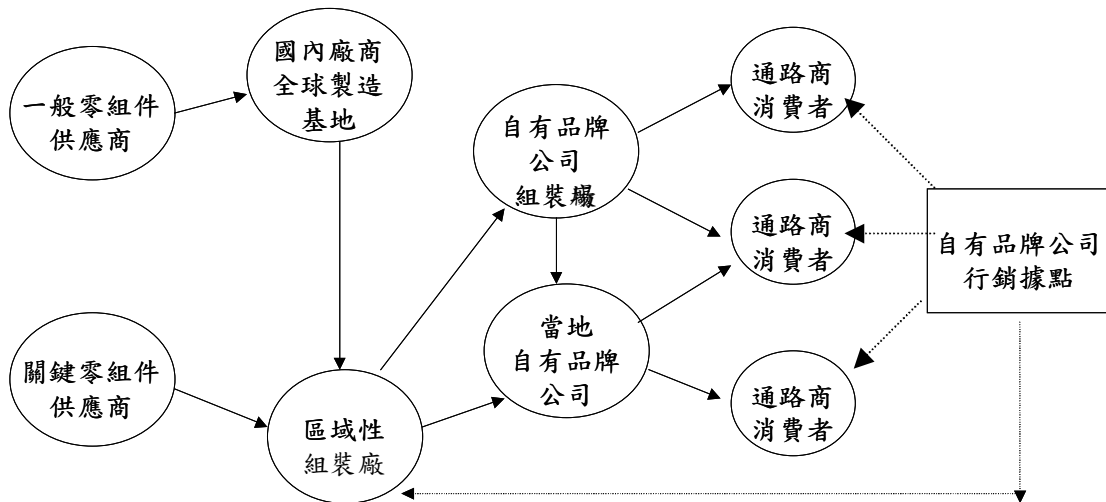 一般零組件
供應商
國內廠商
全球製造
基地
自有品牌
公司
組裝場
通路商
消費者
通路商
消費者
自有品牌公司
行銷據點
關鍵零組件
供應商
區域性
組裝廠
當地
自有品牌
公司
通路商
消費者